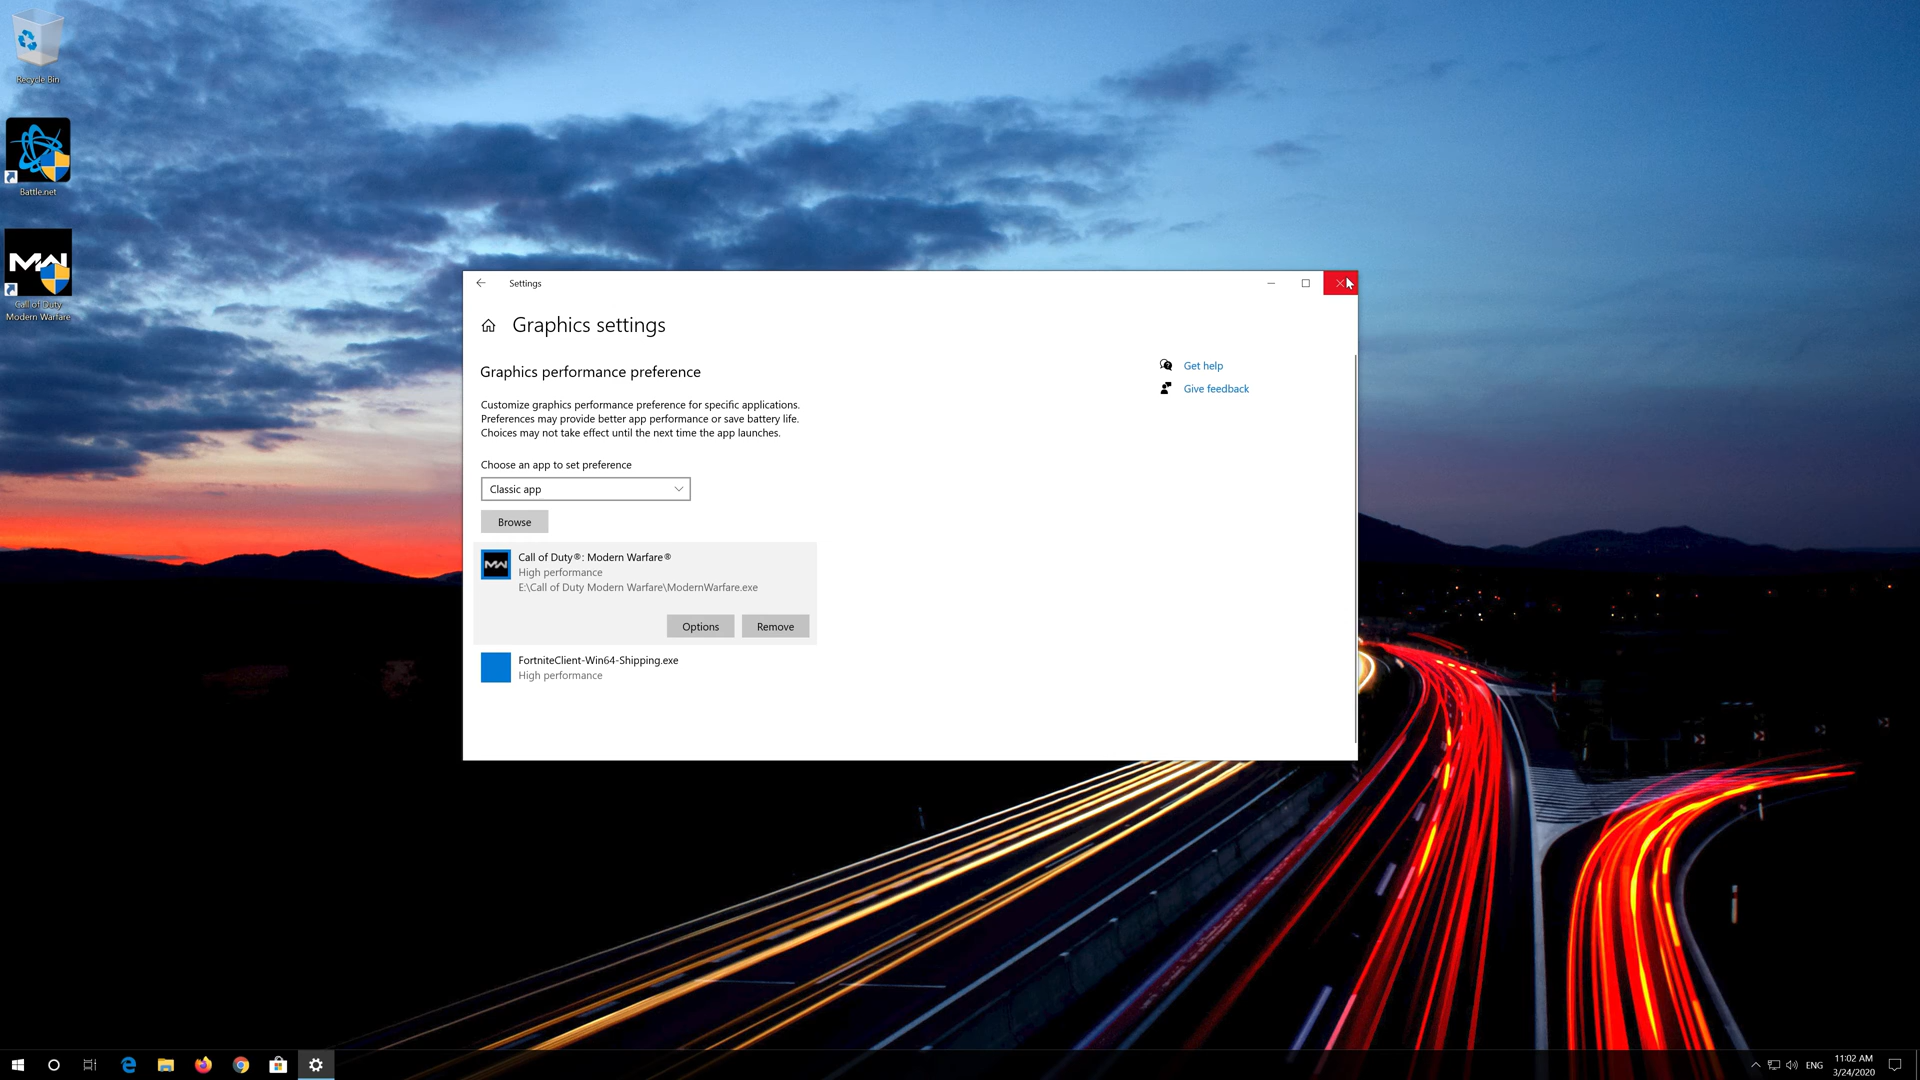 Recycle Bin
Battle.net
Call of Duty
Modern Warfare
Settings
Graphics settings
Graphics performance preference
Customize graphics performance preference for specific applications.
Preferences may provide better app performance or save battery life.
Choices may not take effect until the next time the app launches.
Choose an app to set preference
Classic app
Browse
Call of Duty®: Modern Warfare®
High performance
E:\Call of Duty Modern Warfare\ModernWarfare.exe
Options
Remove
FortniteClient-Win64-Shipping.exe
High performance
Get help
Give feedback
ENG
11:02 AM
3/24/2020